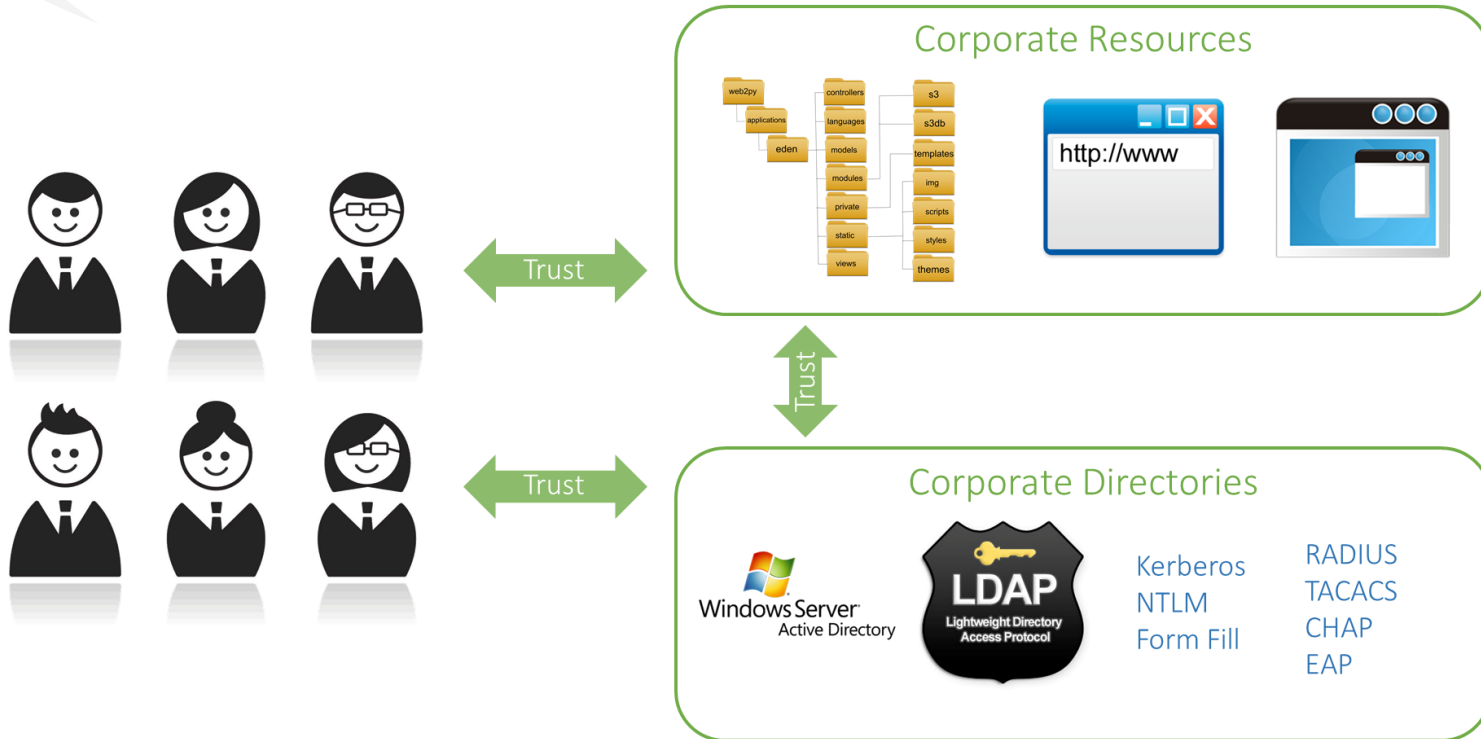 Corporate Resources
web2py
applications
eden
controllers
languages
models
modules
private
static
views
s3
s3db
templates
img
scripts
styles
themes
http://www
Trust
Trust
Trust
Corporate Directories
Windows Server
Active Directory
LDAP
Lightweight Directory
Access Protocol
Kerberos
NTLM
Form Fill
RADIUS
TACACS
CHAP
EAP